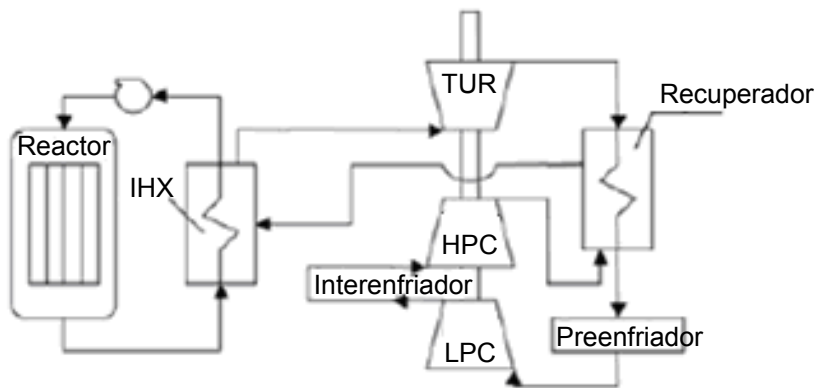 TUR
Recuperador
Reactor
IHX
HPC
Interenfriador
Preenfriador
LPC